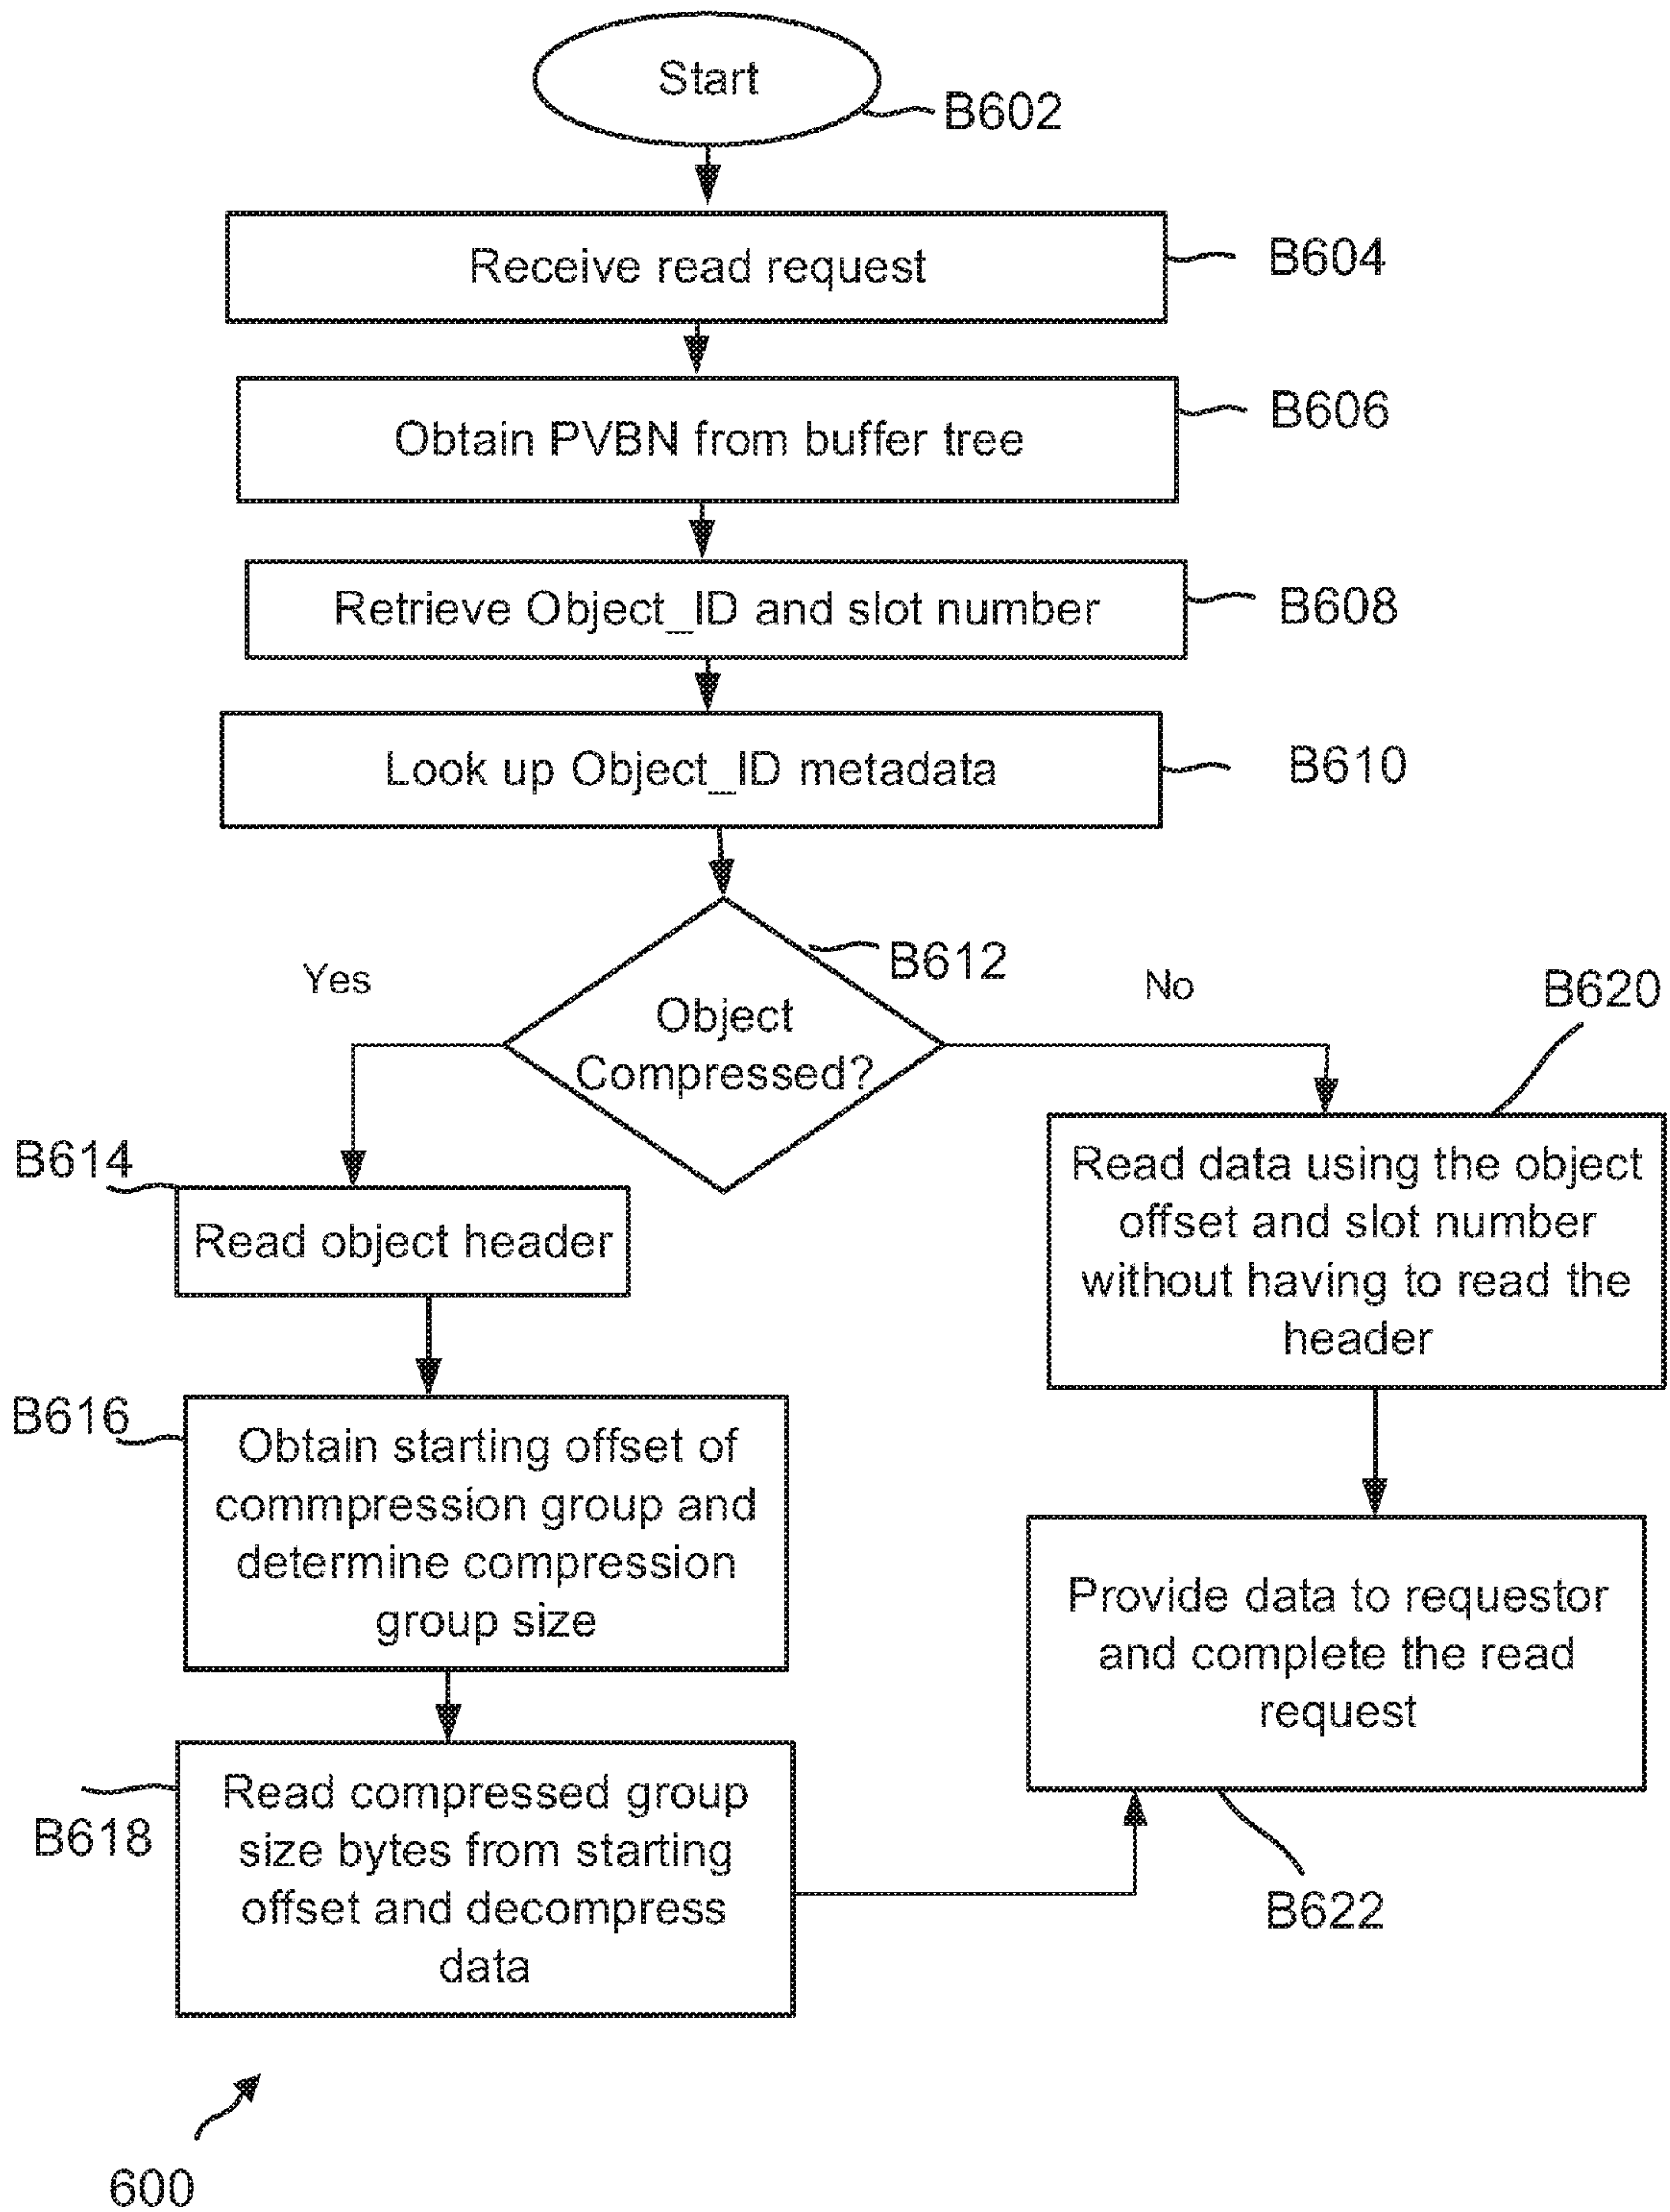 Start
B602
Receive read request
B604
Obtain PVBN from buffer tree
B606
Retrieve Object_ID and slot number
B608
Look up Object_ID metadata
B610
B612
Yes
No
Object
Compressed?
B620
B614
Read object header
Read data using the object
offset and slot number
without having to read the
header
B616
Obtain starting offset of
commpression group and
determine compression
group size
Provide data to requestor
and complete the read
request
B618
Read compressed group
size bytes from starting
offset and decompress
data
B622
600